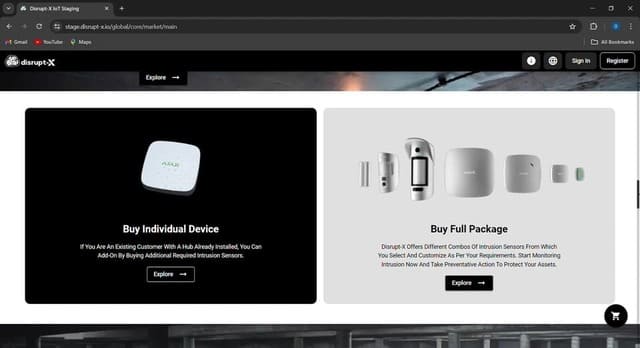 Disrupt-X IoT Staging
stage.disrupt-x.io/global/core/market/main
Gmail
YouTube
Maps
All Bookmarks
disrupt-X
Sign In
Register
Explore →
AJAX
Buy Individual Device
If You Are An Existing Customer With A Hub Already Installed, You Can
Add-On By Buying Additional Required Intrusion Sensors.
Explore →
Buy Full Package
Disrupt-X Offers Different Combos Of Intrusion Sensors From Which
You Select And Customize As Per Your Requirements. Start Monitoring
Intrusion Now And Take Preventative Action To Protect Your Assets.
Explore →